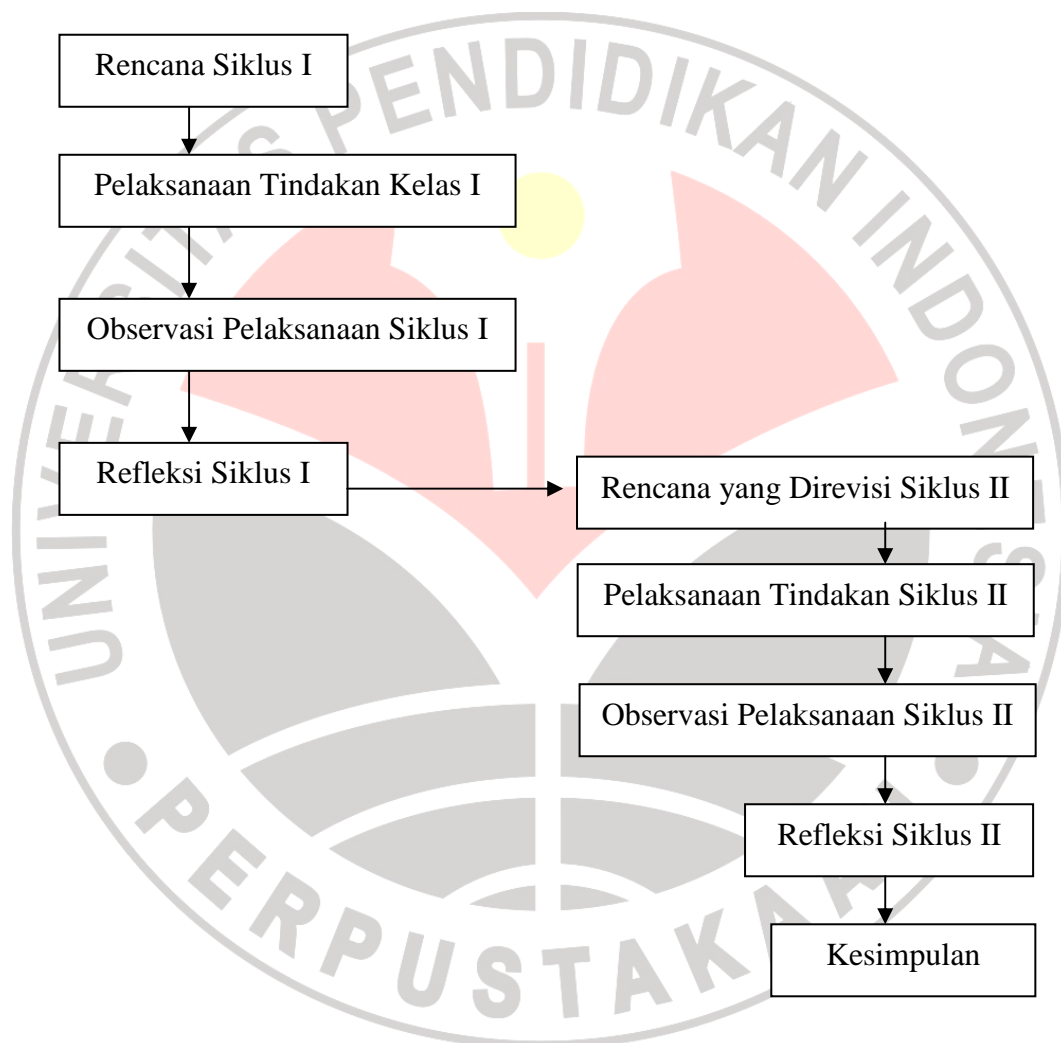 Rencana Siklus I
Pelaksanaan Tindakan Kelas I
Observasi Pelaksanaan Siklus I
Refleksi Siklus I
Rencana yang Direvisi Siklus II
Pelaksanaan Tindakan Siklus II
Observasi Pelaksanaan Siklus II
Refleksi Siklus II
Kesimpulan
UNIVERSITAS PENDIDIKAN INDONESIA
PERPUSTAKAAN